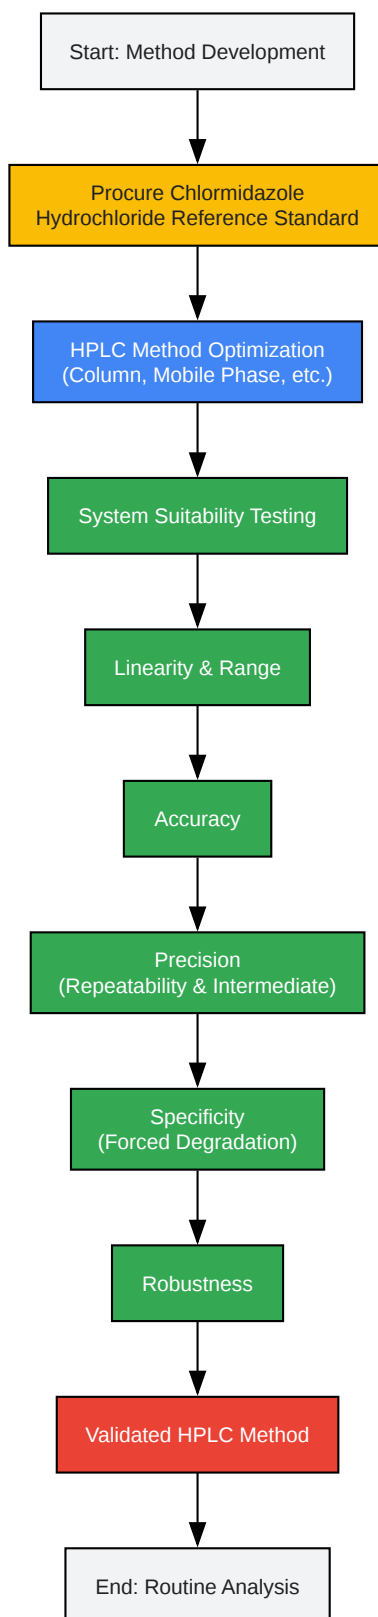 Start: Method Development
Procure Chlormidazole
Hydrochloride Reference Standard
HPLC Method Optimization
(Column, Mobile Phase, etc.)
System Suitability Testing
Linearity & Range
Accuracy
Precision
(Repeatability & Intermediate)
Specificity
(Forced Degradation)
Robustness
Validated HPLC Method
End: Routine Analysis